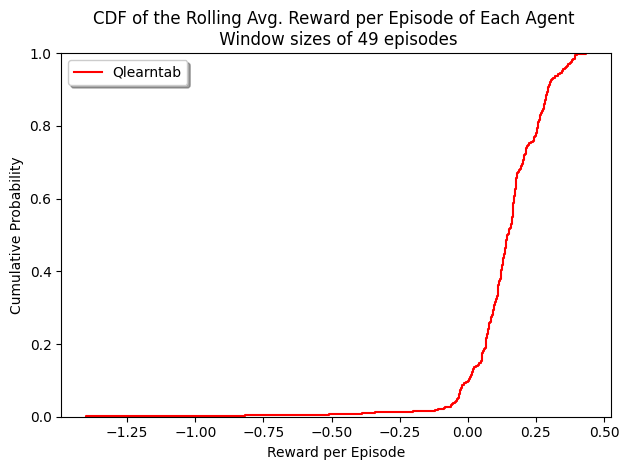 CDF of the Rolling Avg. Reward per Episode of Each Agent
Window sizes of 49 episodes
Qlearntab
Cumulative Probability
1.0
0.8
0.6
0.4
0.2
0.0
−1.25
−1.00
−0.75
−0.50
−0.25
0.00
0.25
0.50
Reward per Episode